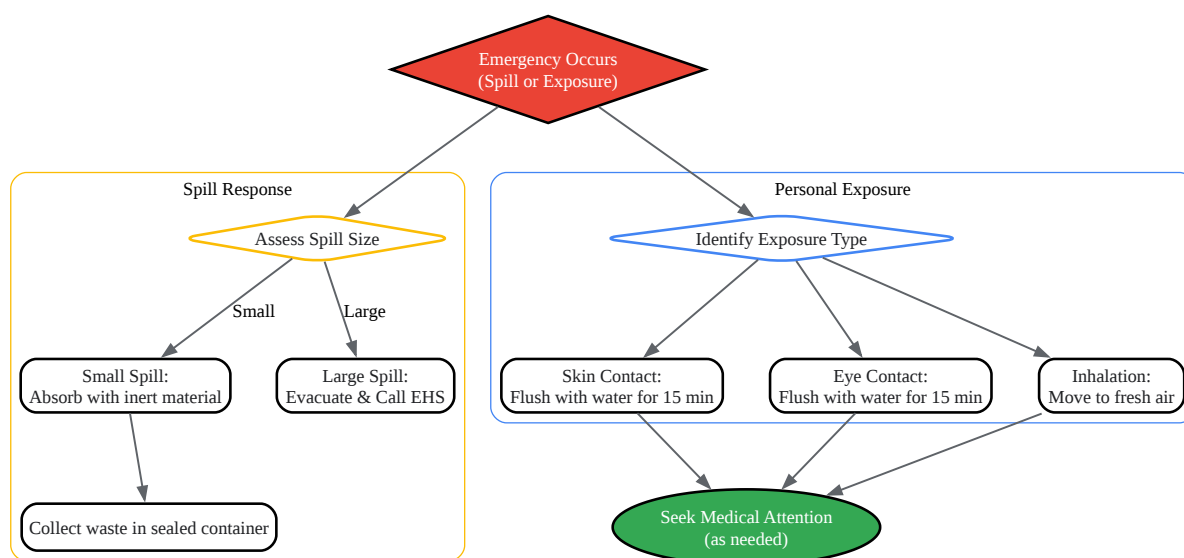 Emergency Occurs
(Spill or Exposure)
Spill Response
Personal Exposure
Assess Spill Size
Identify Exposure Type
Small
Large
Small Spill:
Absorb with inert material
Large Spill:
Evacuate & Call EHS
Skin Contact:
Flush with water for 15 min
Eye Contact:
Flush with water for 15 min
Inhalation:
Move to fresh air
Collect waste in sealed container
Seek Medical Attention
(as needed)